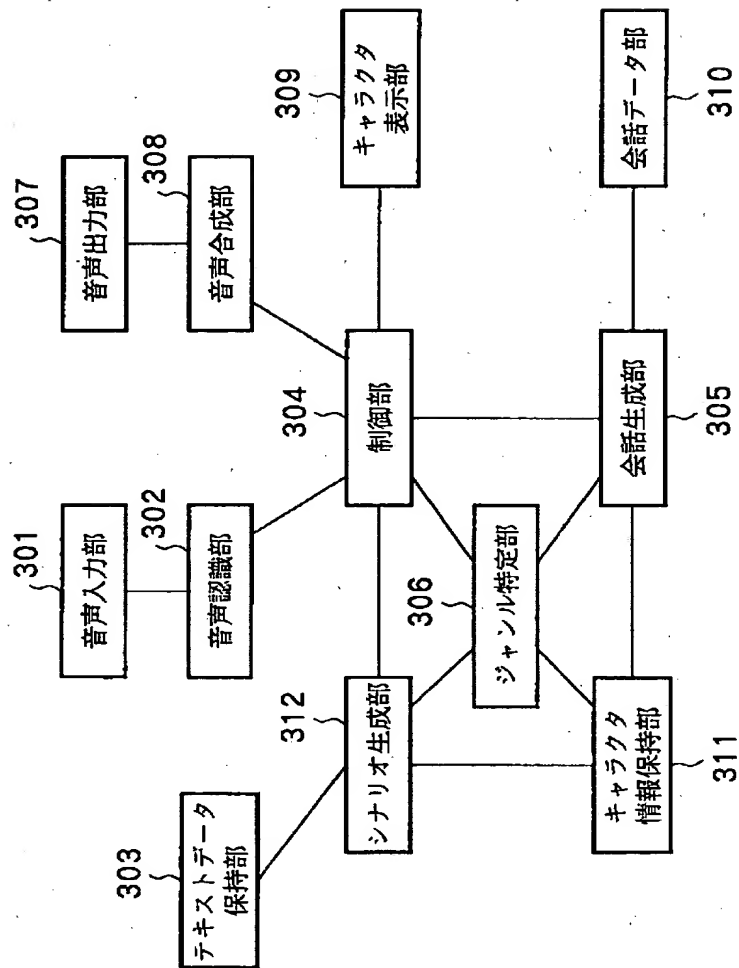 301
音声入力部
302
音声認識部
307
音声出力部
308
音声合成部
303
テキストデータ
保持部
312
シナリオ生成部
304
制御部
309
キャラクタ
表示部
306
ジャンル特定部
311
キャラクタ
情報保持部
305
会話生成部
310
会話データ部